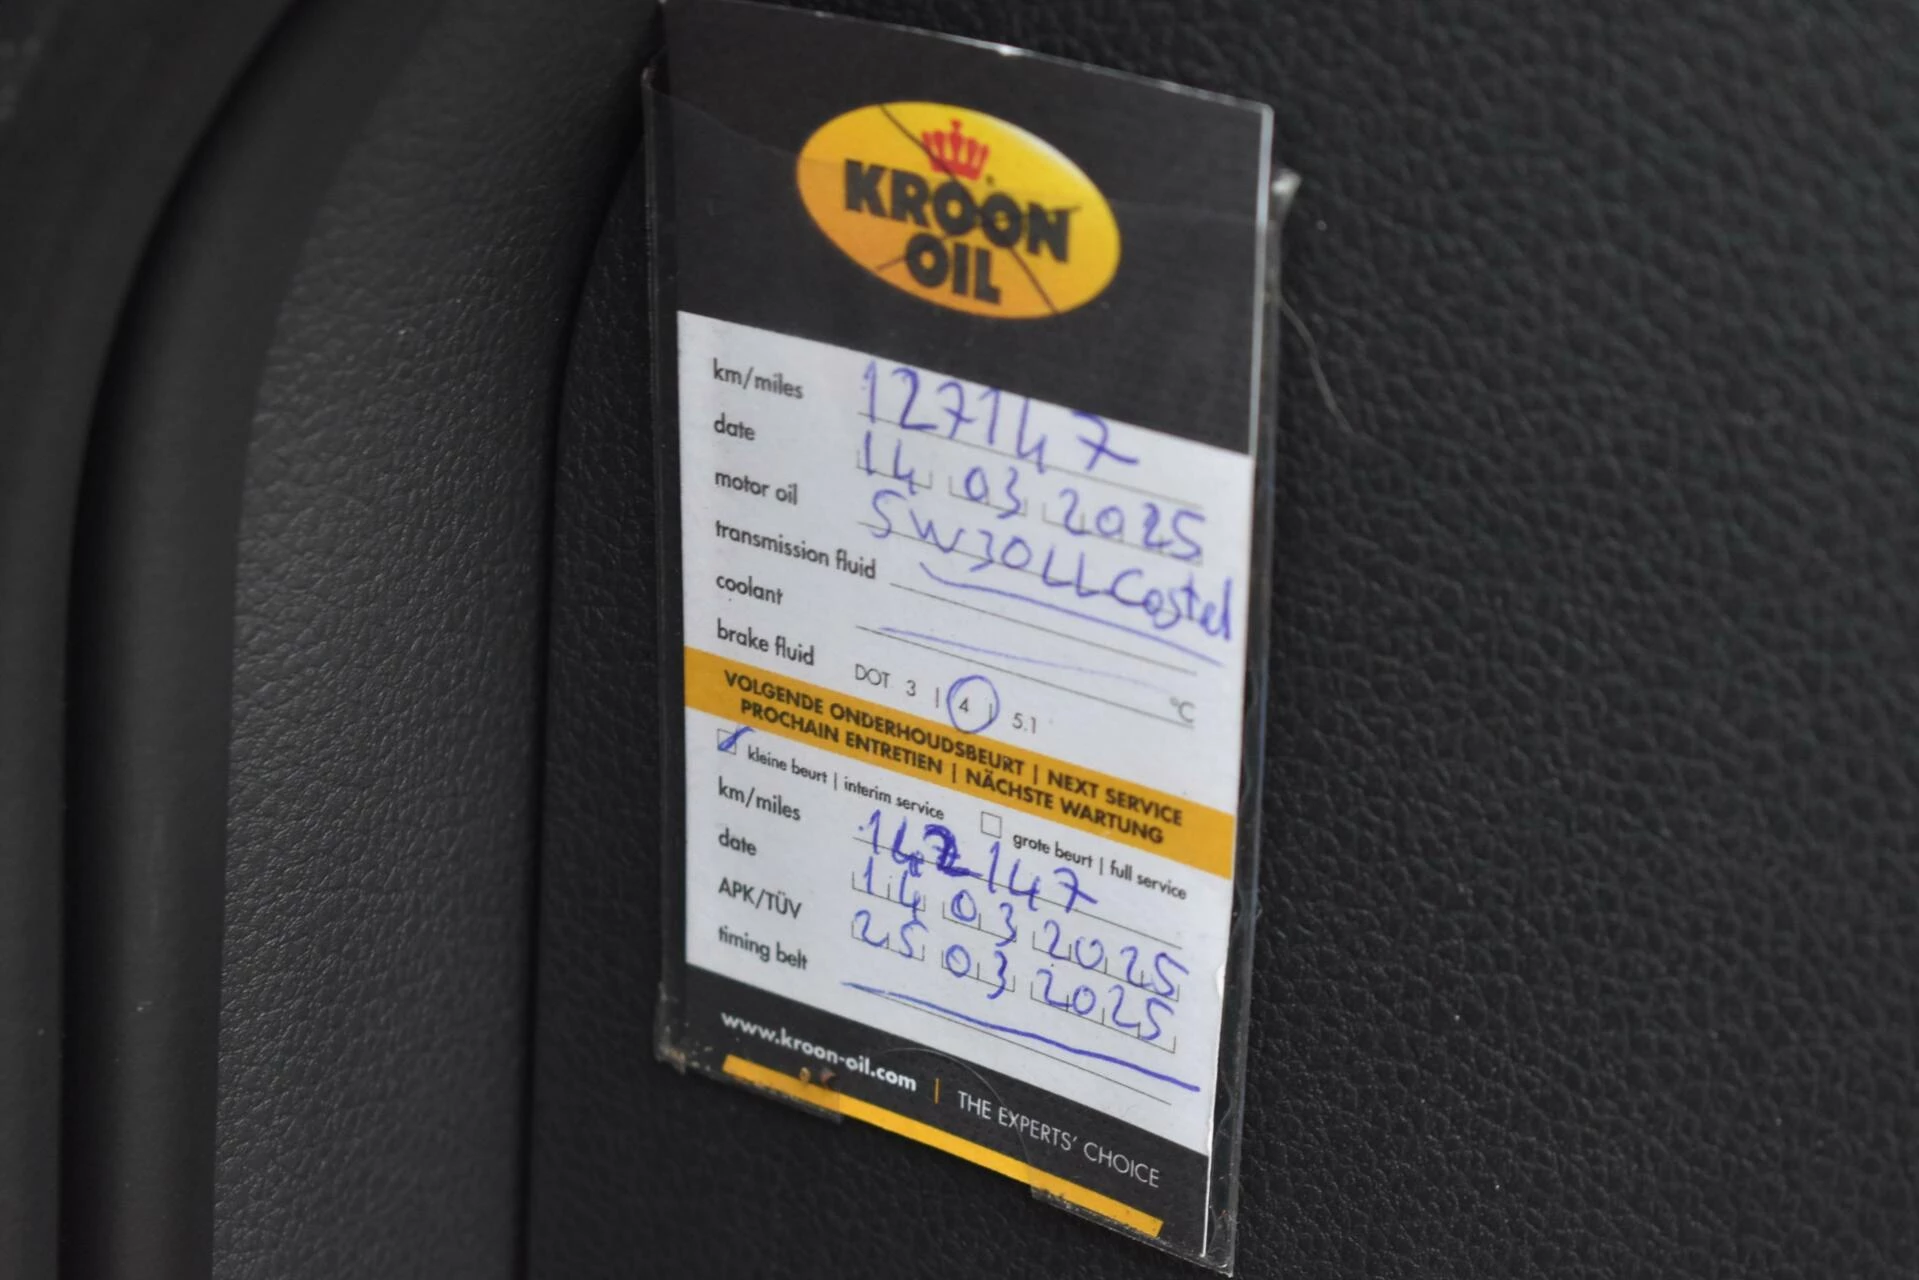 KROON
OIL
km/miles 127147
date 14 03 2025
motor oil 5W30LL Castel
transmission fluid
coolant °C
brake fluid DOT 3 | 4 | 5.1
VOLGENDE ONDERHOUDSBEURT | NEXT SERVICE
PROCHAIN ENTRETIEN | NÄCHSTE WARTUNG
kleine beurt | interim service grote beurt | full service
km/miles 142147
date 14 03 2025
APK/TÜV 25 03 2025
timing belt
www.kroon-oil.com | THE EXPERTS' CHOICE